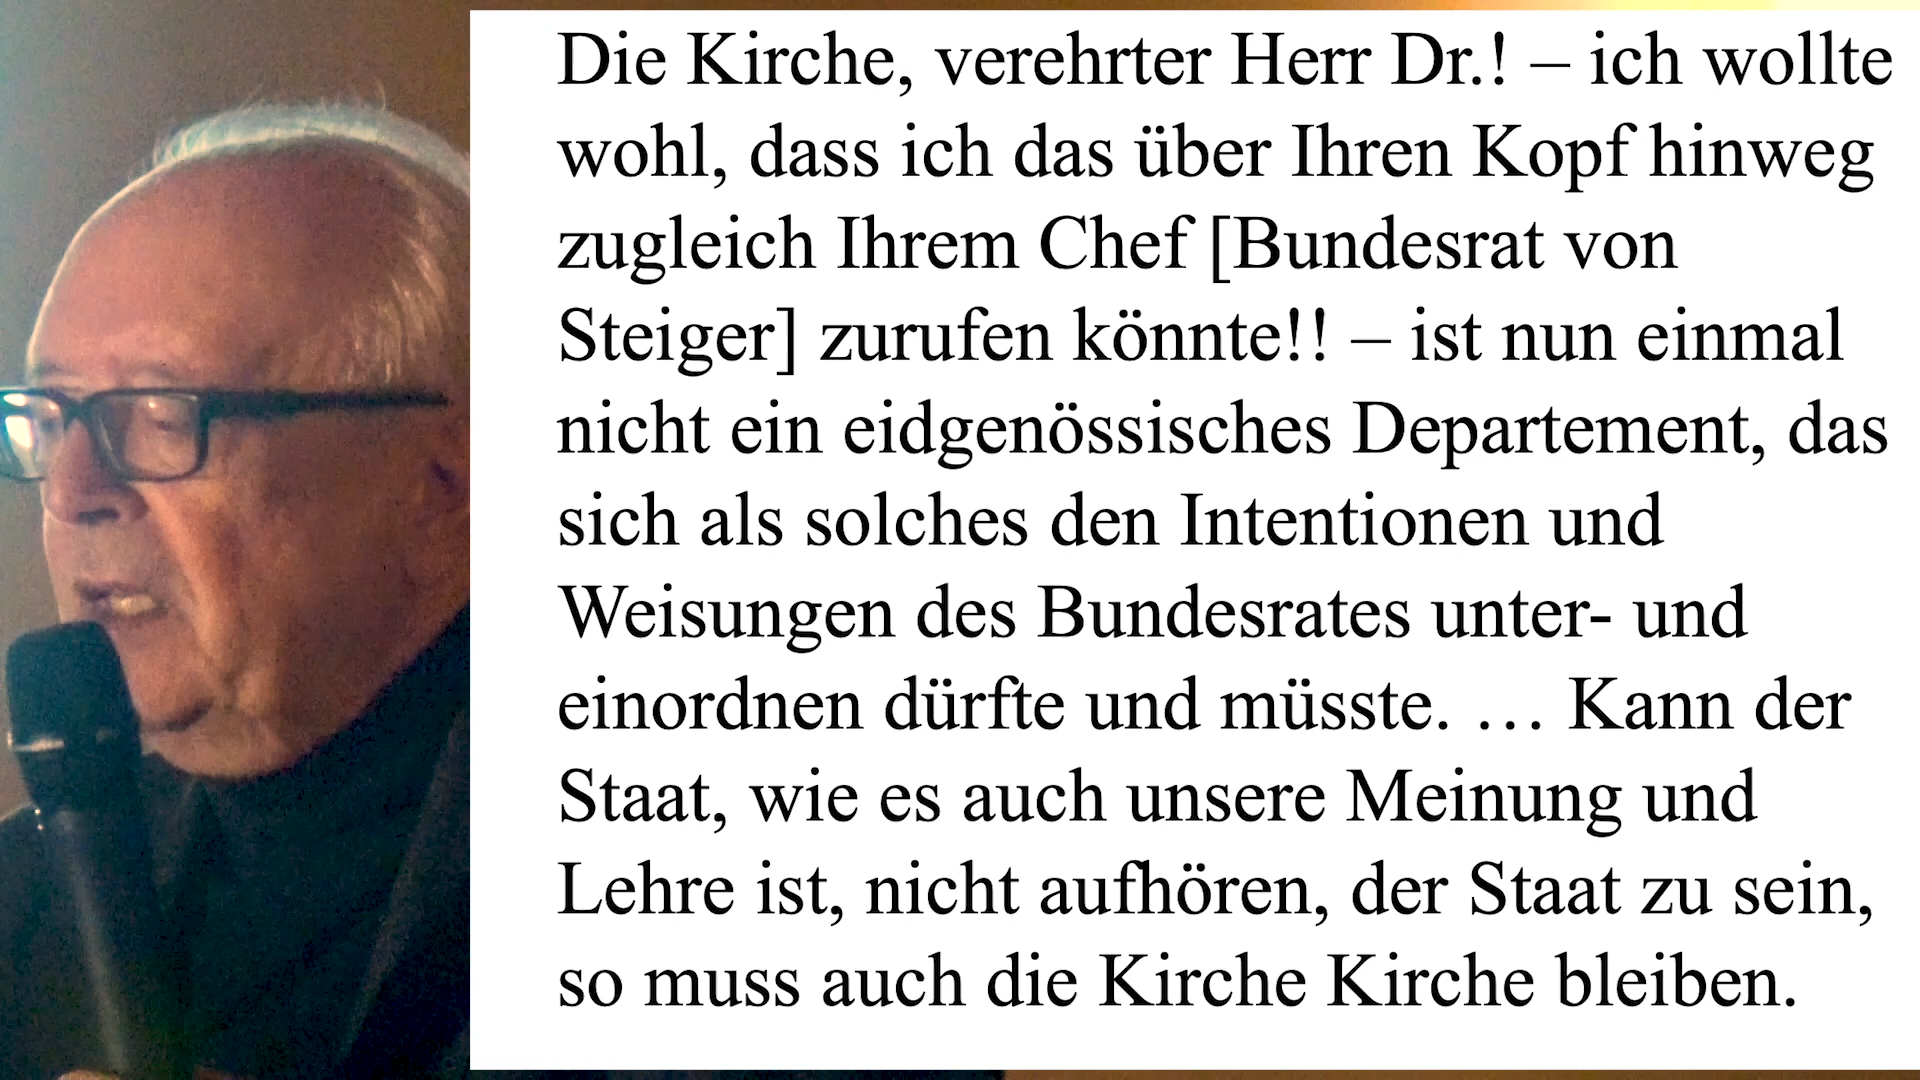 Die Kirche, verehrter Herr Dr.! – ich wollte
wohl, dass ich das über Ihren Kopf hinweg
zugleich Ihrem Chef [Bundesrat von
Steiger] zurufen könnte!! – ist nun einmal
nicht ein eidgenössisches Departement, das
sich als solches den Intentionen und
Weisungen des Bundesrates unter- und
einordnen dürfte und müsste. … Kann der
Staat, wie es auch unsere Meinung und
Lehre ist, nicht aufhören, der Staat zu sein,
so muss auch die Kirche Kirche bleiben.